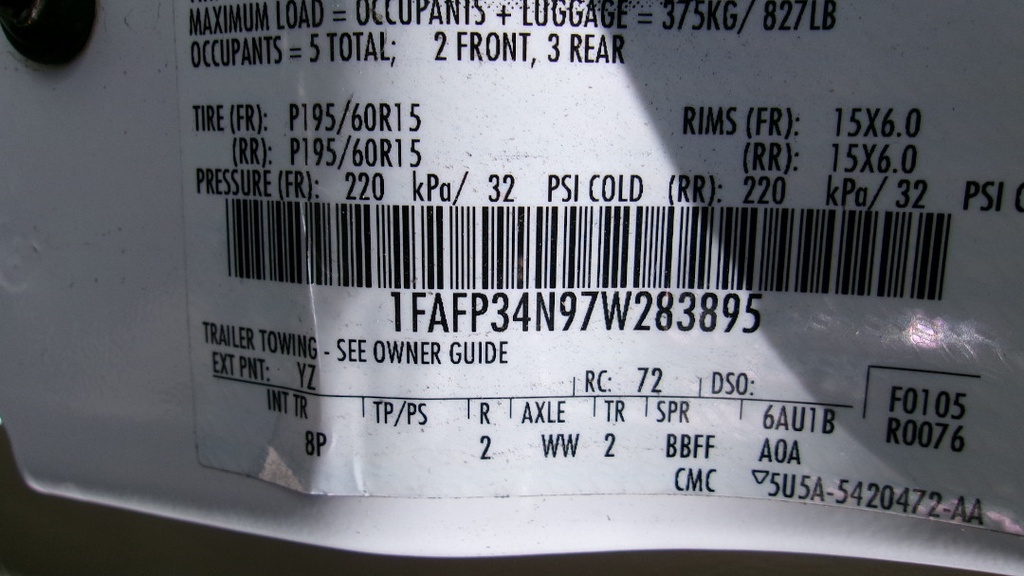 MAXIMUM LOAD = OCCUPANTS + LUGGAGE = 375KG/ 827LB
OCCUPANTS = 5 TOTAL; 2 FRONT, 3 REAR
TIRE (FR): P195/60R15 RIMS (FR): 15X6.0
(RR): P195/60R15 (RR): 15X6.0
PRESSURE (FR): 220 kPa/ 32 PSI COLD (RR): 220 kPa/ 32 PSI C
1FAFP34N97W283895
TRAILER TOWING - SEE OWNER GUIDE
EXT PNT: YZ RC: 72 DSO: F0105
INT TR TP/PS R AXLE TR SPR 6AU1B R0076
8P 2 WW 2 BBFF A0A
CMC ▽5U5A-5420472-AA